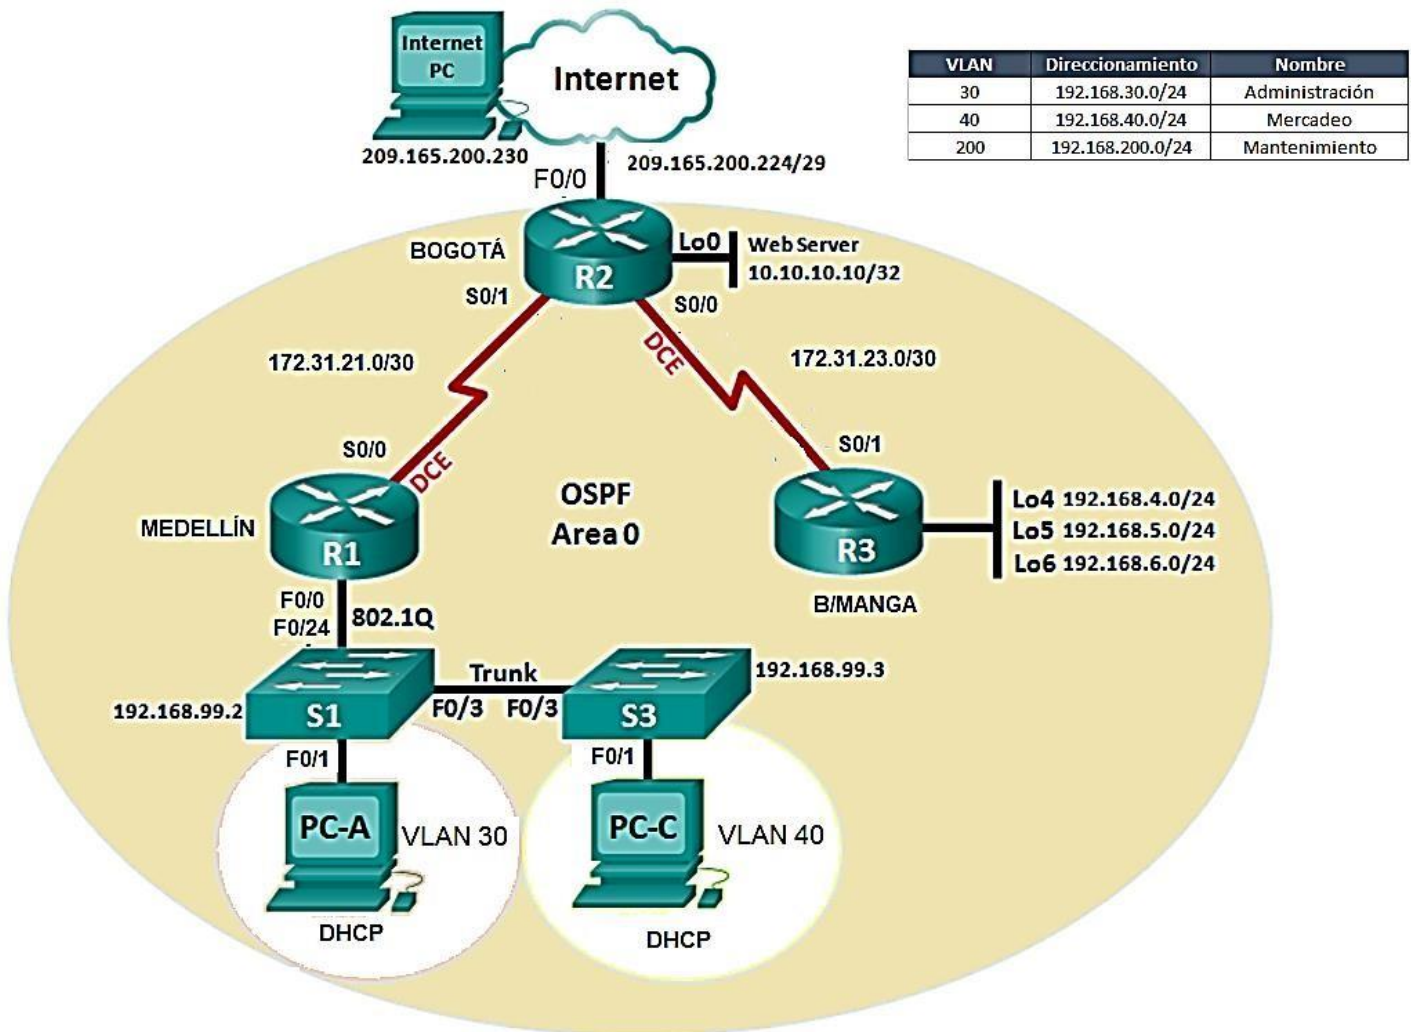 Internet
PC
Internet
209.165.200.230
209.165.200.224/29
F0/0
VLAN Direccionamiento Nombre
30 192.168.30.0/24 Administración
40 192.168.40.0/24 Mercadeo
200 192.168.200.0/24 Mantenimiento
BOGOTÁ
R2
Lo0
Web Server
10.10.10.10/32
S0/1
S0/0
DCE
172.31.21.0/30
172.31.23.0/30
S0/0
DCE
S0/1
OSPF
Area 0
MEDELLÍN
R1
R3
B/MANGA
Lo4 192.168.4.0/24
Lo5 192.168.5.0/24
Lo6 192.168.6.0/24
F0/0
F0/24
802.1Q
192.168.99.2
S1
Trunk
F0/3 F0/3
S3
192.168.99.3
F0/1
F0/1
PC-A
VLAN 30
DHCP
PC-C
VLAN 40
DHCP